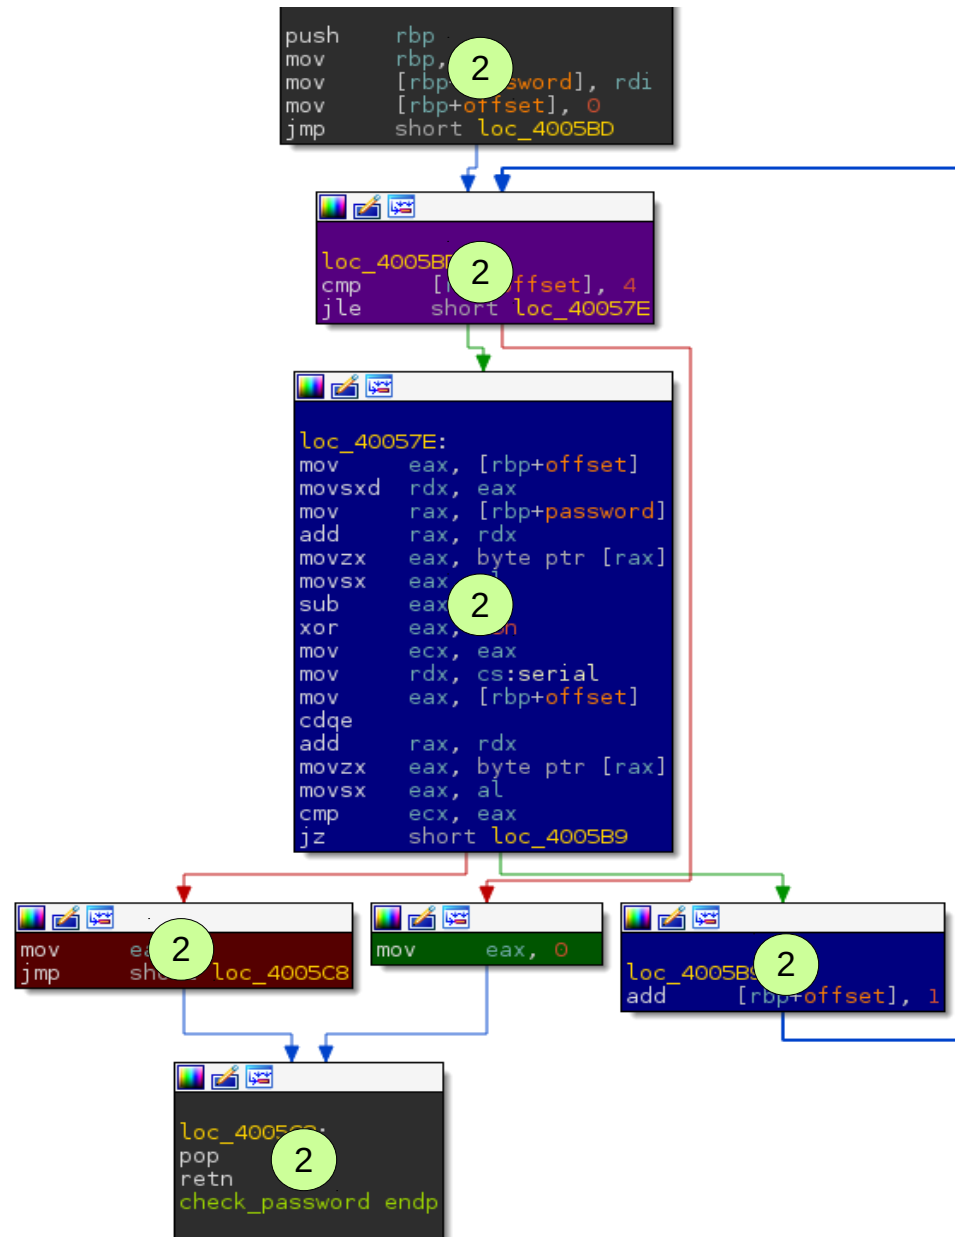 push rbp
mov rbp,
mov [rbp+ sword], rdi
mov [rbp+offset], 0
jmp short loc_4005BD
2
loc_4005B
cmp [r ffset], 4
jle short loc_40057E
2
loc_40057E:
mov eax, [rbp+offset]
movsxd rdx, eax
mov rax, [rbp+password]
add rax, rdx
movzx eax, byte ptr [rax]
movsx eax
sub eax
xor eax,
mov ecx, eax
mov rdx, cs:serial
mov eax, [rbp+offset]
cdqe
add rax, rdx
movzx eax, byte ptr [rax]
movsx eax, al
cmp ecx, eax
jz short loc_4005B9
2
mov
jmp loc_4005C8
2
mov eax, 0
loc_4005B9
add [rbp+offset], 1
2
loc_4005C
pop
retn
check_password endp
2